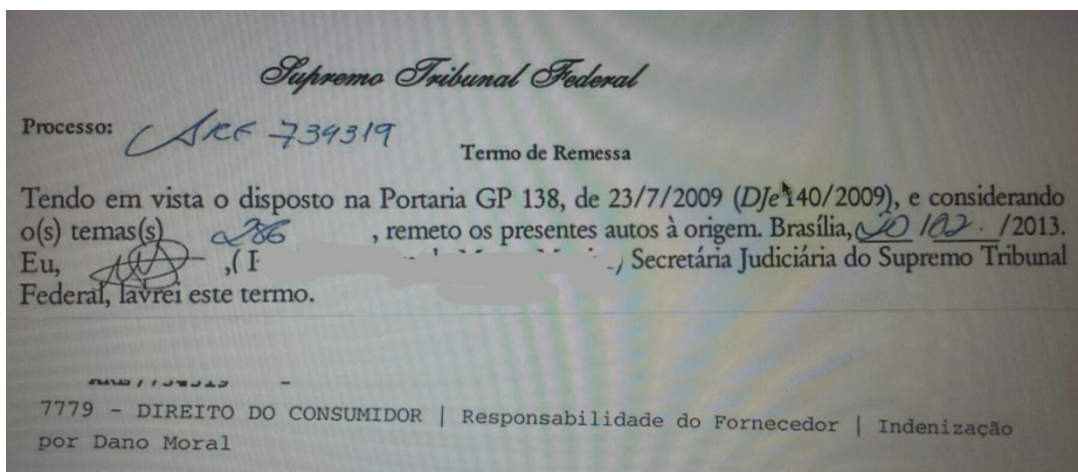 Supremo Tribunal Federal
Processo: ARE 734319
Termo de Remessa
Tendo em vista o disposto na Portaria GP 138, de 23/7/2009 (DJe 140/2009), e considerando
o(s) temas(s) 286 , remeto os presentes autos à origem. Brasília, 20 /02. /2013.
Eu, ,( ) Secretária Judiciária do Supremo Tribunal
Federal, lavrei este termo.
7779 - DIREITO DO CONSUMIDOR | Responsabilidade do Fornecedor | Indenização
por Dano Moral